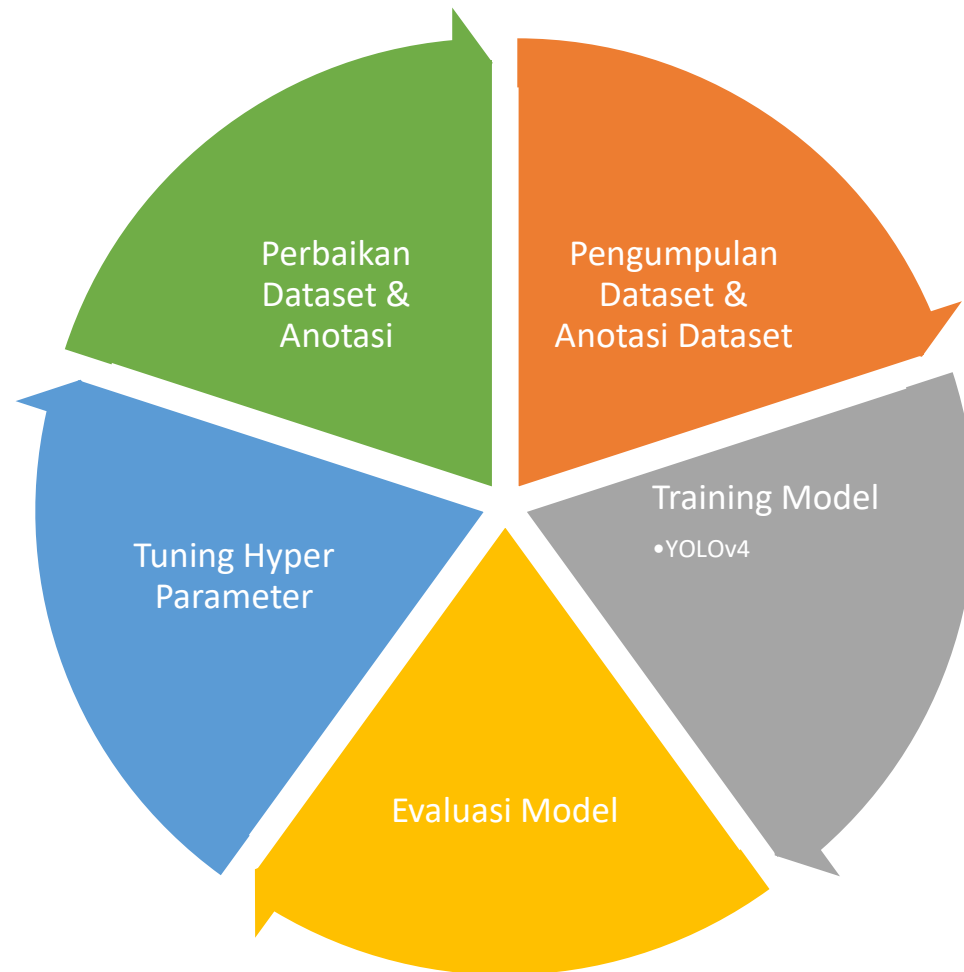 Perbaikan
Dataset &
Anotasi
Pengumpulan
Dataset &
Anotasi Dataset
Training Model
•YOLOv4
Tuning Hyper
Parameter
Evaluasi Model